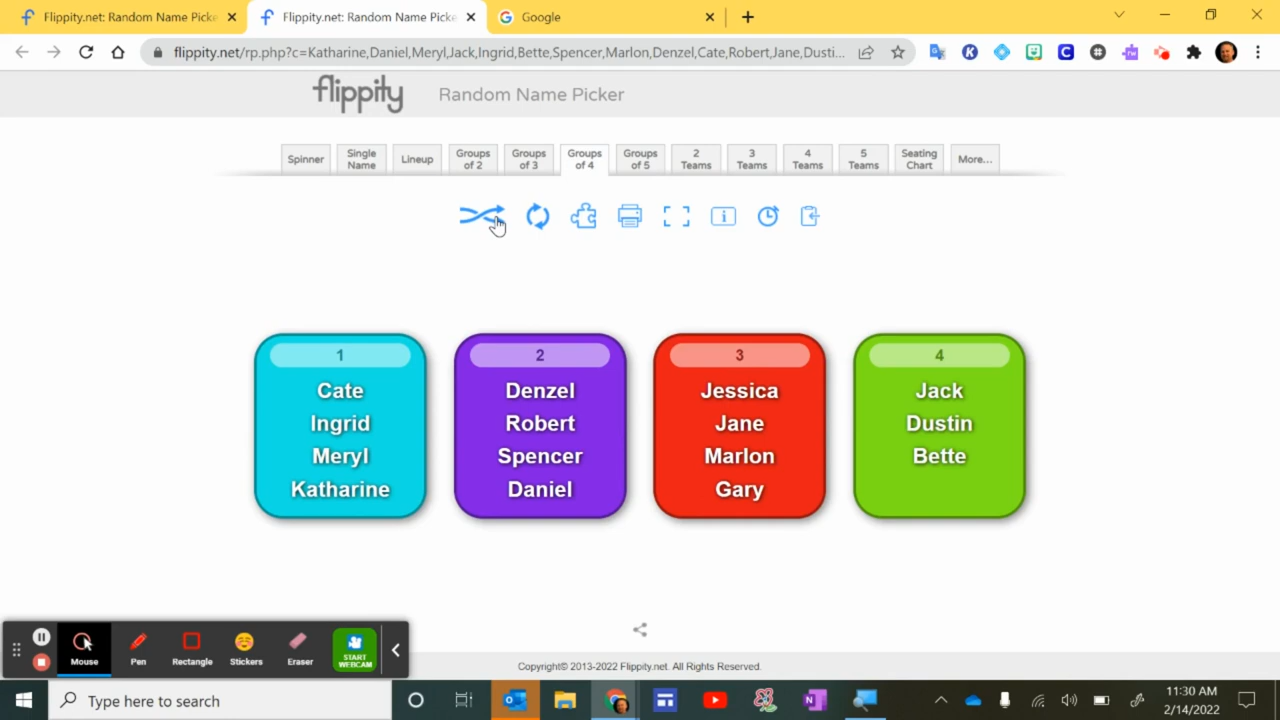 Flippity.net: Random Name Picke
Flippity.net: Random Name Picke
Google
flippity.net/rp.php?c=Katharine,Daniel,Meryl,Jack,Ingrid,Bette,Spencer,Marlon,Denzel,Cate,Robert,Jane,Dusti...
flippity
Random Name Picker
Spinner
Single
Name
Lineup
Groups
of 2
Groups
of 3
Groups
of 4
Groups
of 5
2
Teams
3
Teams
4
Teams
5
Teams
Seating
Chart
More...
1
Cate
Ingrid
Meryl
Katharine
2
Denzel
Robert
Spencer
Daniel
3
Jessica
Jane
Marlon
Gary
4
Jack
Dustin
Bette
Mouse
Pen
Rectangle
Stickers
Eraser
START
WEBCAM
Copyright© 2013-2022 Flippity.net. All Rights Reserved.
Type here to search
11:30 AM
2/14/2022